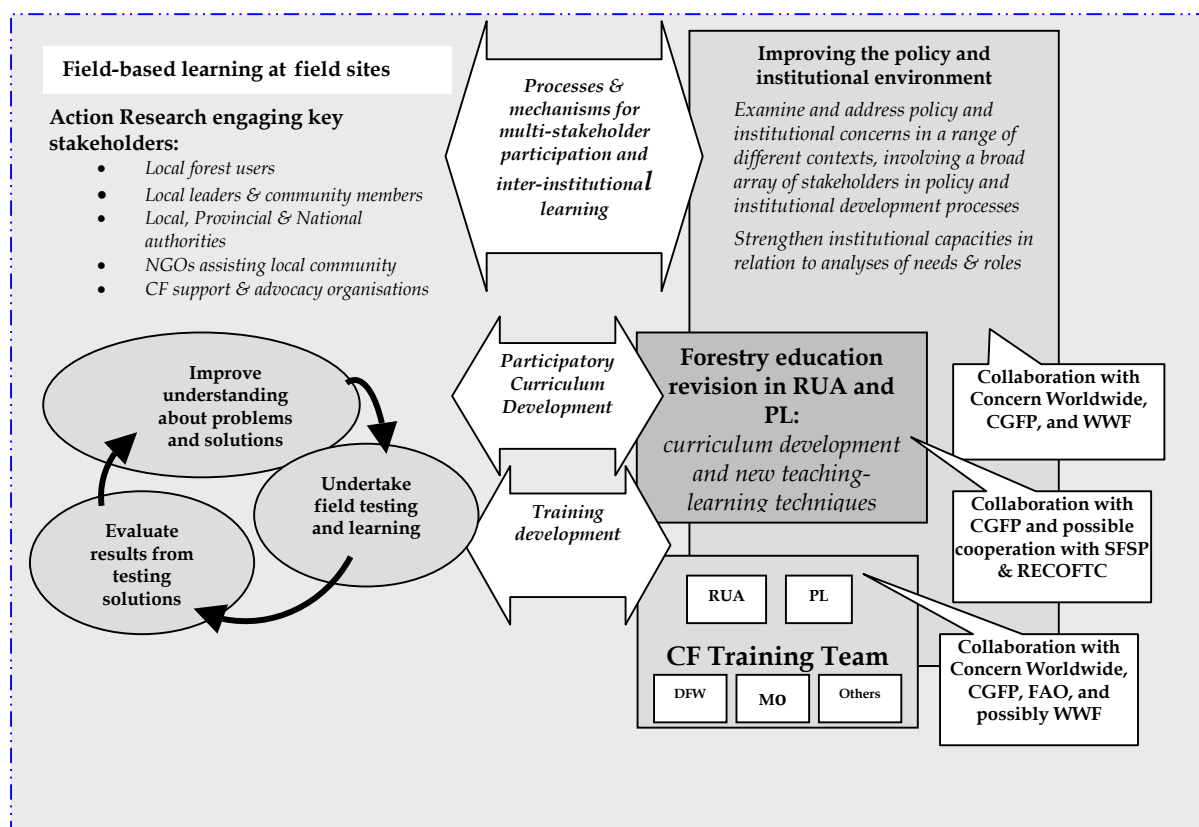 Field-based learning at field sites
Action Research engaging key
stakeholders:
• Local forest users
• Local leaders & community members
• Local, Provincial & National
authorities
• NGOs assisting local community
• CF support & advocacy organisations
Improve
understanding
about problems
and solutions
Undertake
field testing
and learning
Evaluate
results from
testing
solutions
Processes &
mechanisms for
multi-stakeholder
participation and
inter-institutional
learning
Participatory
Curriculum
Development
Training
development
Improving the policy and
institutional environment
Examine and address policy and
institutional concerns in a range of
different contexts, involving a broad
array of stakeholders in policy and
institutional development processes
Strengthen institutional capacities in
relation to analyses of needs & roles
Forestry education
revision in RUA and
PL:
curriculum development
and new teaching-
learning techniques
RUA
PL
CF Training Team
DFW
MO
Others
Collaboration with
Concern Worldwide,
CGFP, and WWF
Collaboration with
CGFP and possible
cooperation with SFSP
& RECOFTC
Collaboration with
Concern Worldwide,
CGFP, FAO, and
possibly WWF